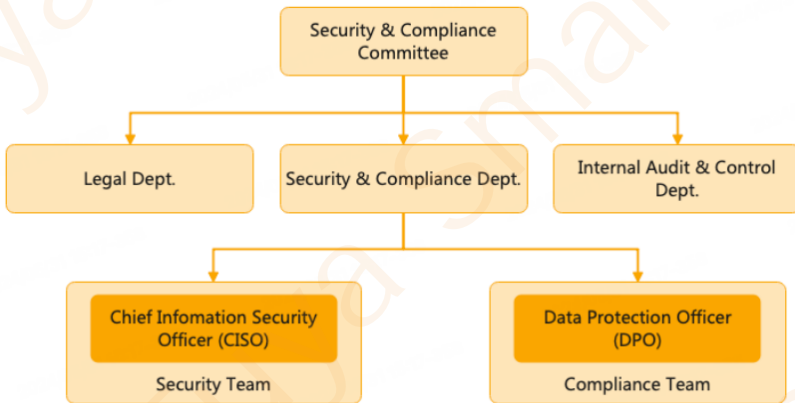 Security & Compliance
Committee
Legal Dept.
Security & Compliance Dept.
Internal Audit & Control
Dept.
Chief Infomation Security
Officer (CISO)
Security Team
Data Protection Officer
(DPO)
Compliance Team